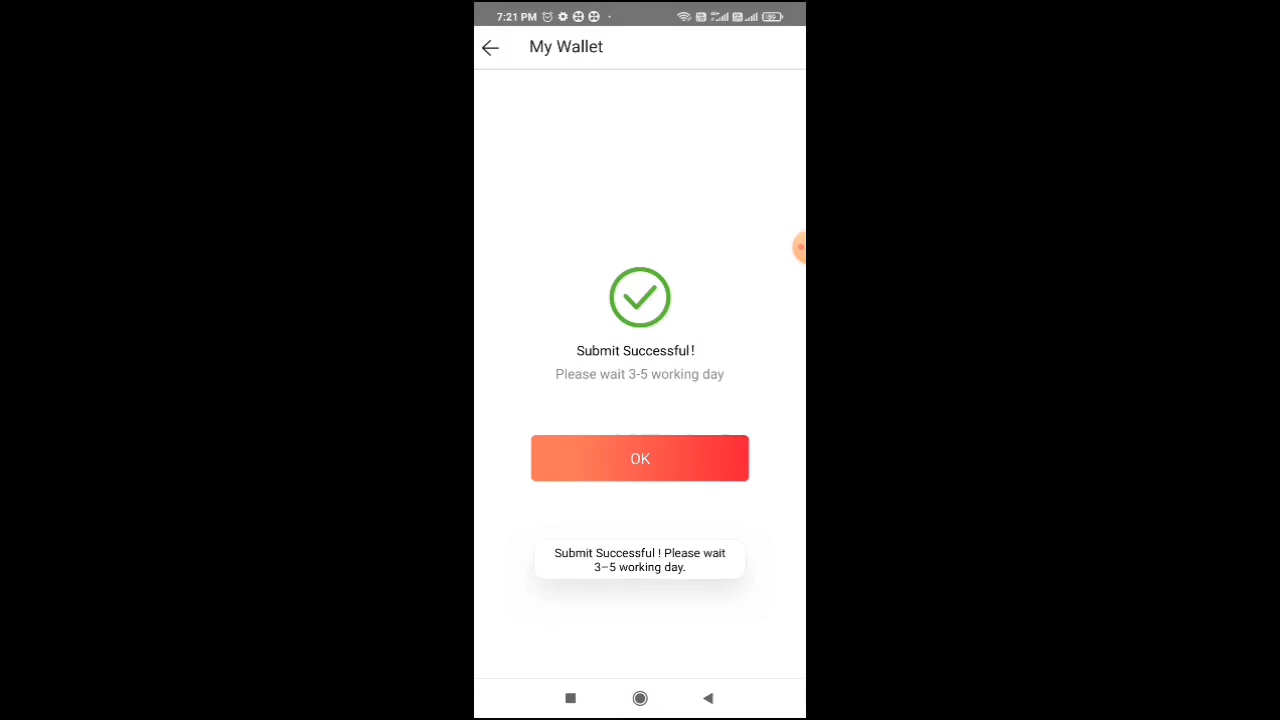 7:21 PM
My Wallet
Submit Successful!
Please wait 3-5 working day
OK
Submit Successful ! Please wait
3–5 working day.